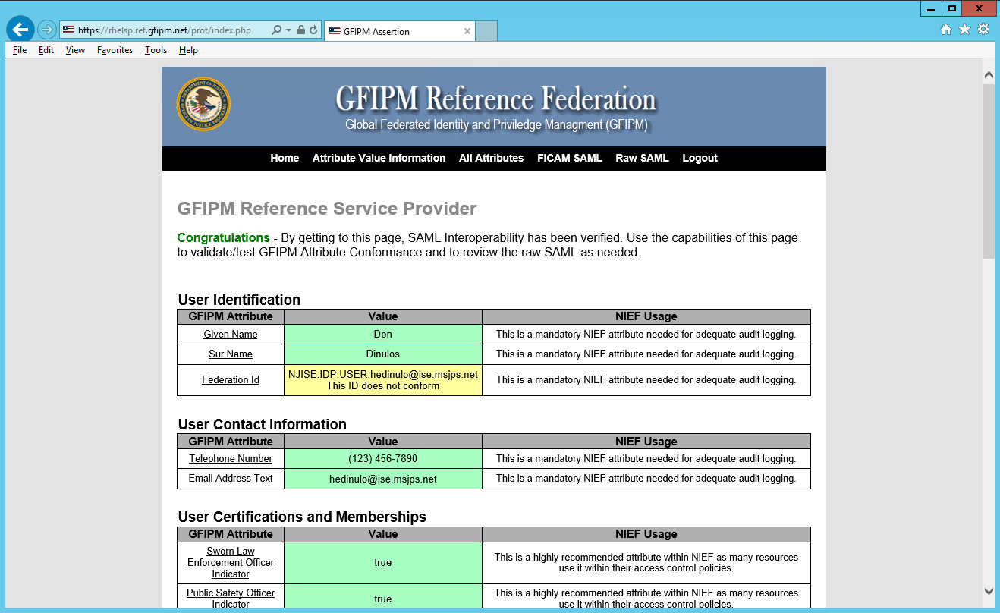 https://rhelsp.ref.gfipm.net/prot/index.php
GFIPM Assertion
File Edit View Favorites Tools Help
GFIPM Reference Federation
Global Federated Identity and Priviledge Managment (GFIPM)
Home Attribute Value Information All Attributes FICAM SAML Raw SAML Logout
GFIPM Reference Service Provider
Congratulations - By getting to this page, SAML Interoperability has been verified. Use the capabilities of this page
to validate/test GFIPM Attribute Conformance and to review the raw SAML as needed.
User Identification
GFIPM Attribute Value NIEF Usage
Given Name Don This is a mandatory NIEF attribute needed for adequate audit logging.
Sur Name Dinulos This is a mandatory NIEF attribute needed for adequate audit logging.
Federation Id NJISE:IDP:USER:hedinulo@ise.msjps.net This is a mandatory NIEF attribute needed for adequate audit logging.
This ID does not conform
User Contact Information
GFIPM Attribute Value NIEF Usage
Telephone Number (123) 456-7890 This is a mandatory NIEF attribute needed for adequate audit logging.
Email Address Text hedinulo@ise.msjps.net This is a mandatory NIEF attribute needed for adequate audit logging.
User Certifications and Memberships
GFIPM Attribute Value NIEF Usage
Sworn Law
Enforcement Officer
Indicator
true
This is a highly recommended attribute within NIEF as many resources
use it within their access control policies.
Public Safety Officer
Indicator
true
This is a highly recommended attribute within NIEF as many resources
use it within their access control policies.